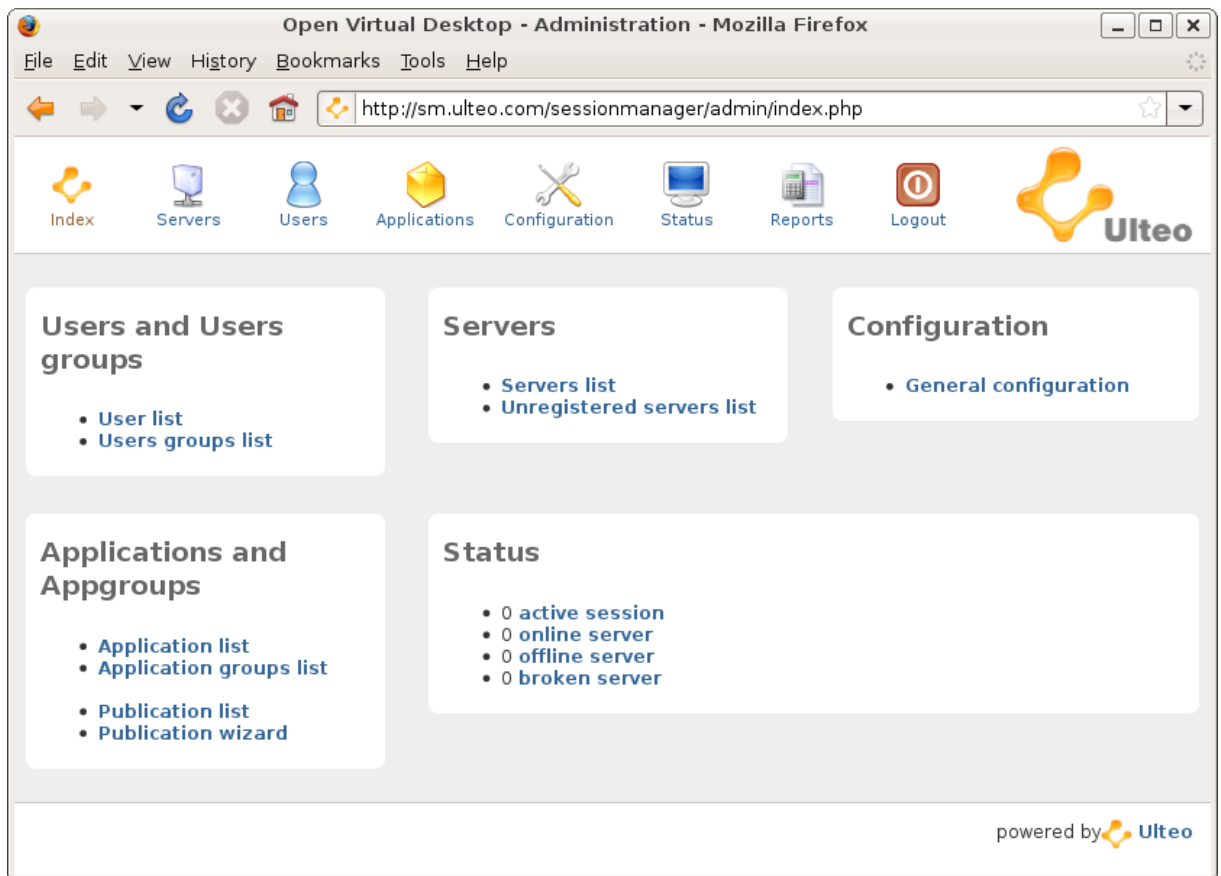 Open Virtual Desktop - Administration - Mozilla Firefox
File Edit View History Bookmarks Tools Help
http://sm.ulteo.com/sessionmanager/admin/index.php
Index Servers Users Applications Configuration Status Reports Logout
Ulteo
Users and Users
groups
• User list
• Users groups list
Servers
• Servers list
• Unregistered servers list
Configuration
• General configuration
Applications and
Appgroups
• Application list
• Application groups list
• Publication list
• Publication wizard
Status
• 0 active session
• 0 online server
• 0 offline server
• 0 broken server
powered by Ulteo